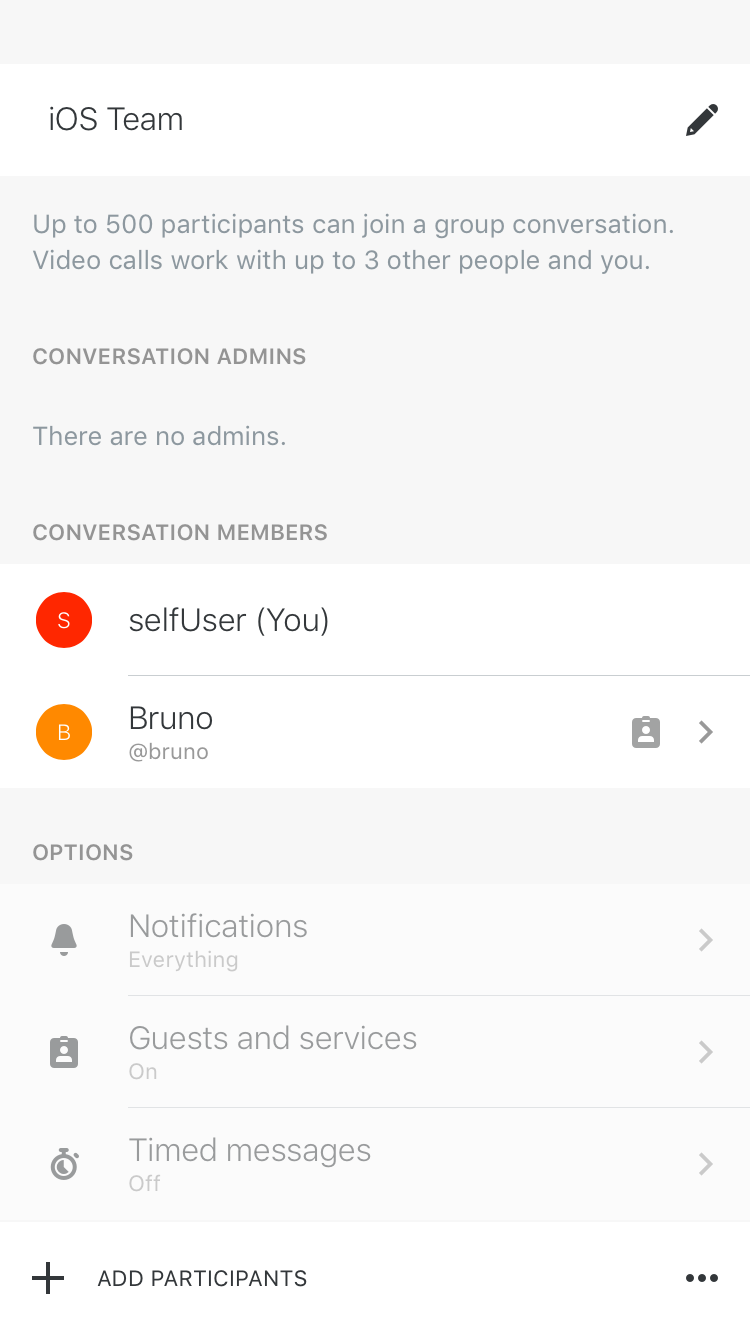 iOS Team
Up to 500 participants can join a group conversation.
Video calls work with up to 3 other people and you.
CONVERSATION ADMINS
There are no admins.
CONVERSATION MEMBERS
S
selfUser (You)
B
Bruno
@bruno
OPTIONS
Notifications
Everything
Guests and services
On
Timed messages
Off
ADD PARTICIPANTS